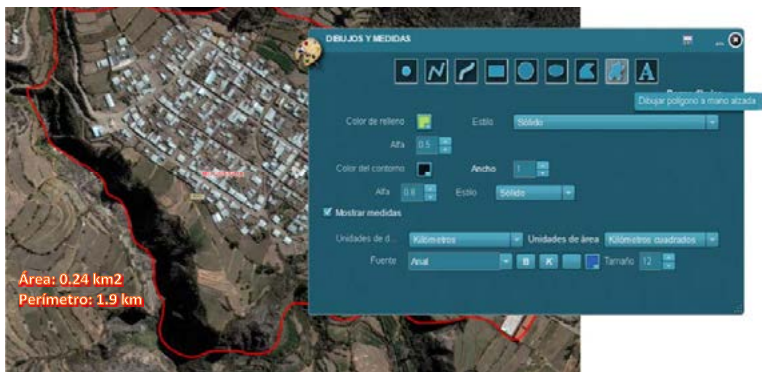 DIBUJOS Y MEDIDAS
A
Dibujar polígono a mano alzada
Color de relleno
Estilo
Sólido
Alfa
0.5
Color del contorno
Ancho
1
Alfa
0.8
Estilo
Sólido
Mostrar medidas
Unidades de d...
Kilómetros
Unidades de área
Kilómetros cuadrados
Fuente
Arial
B
K
Tamaño
12
Área: 0.24 km2
Perímetro: 1.9 km